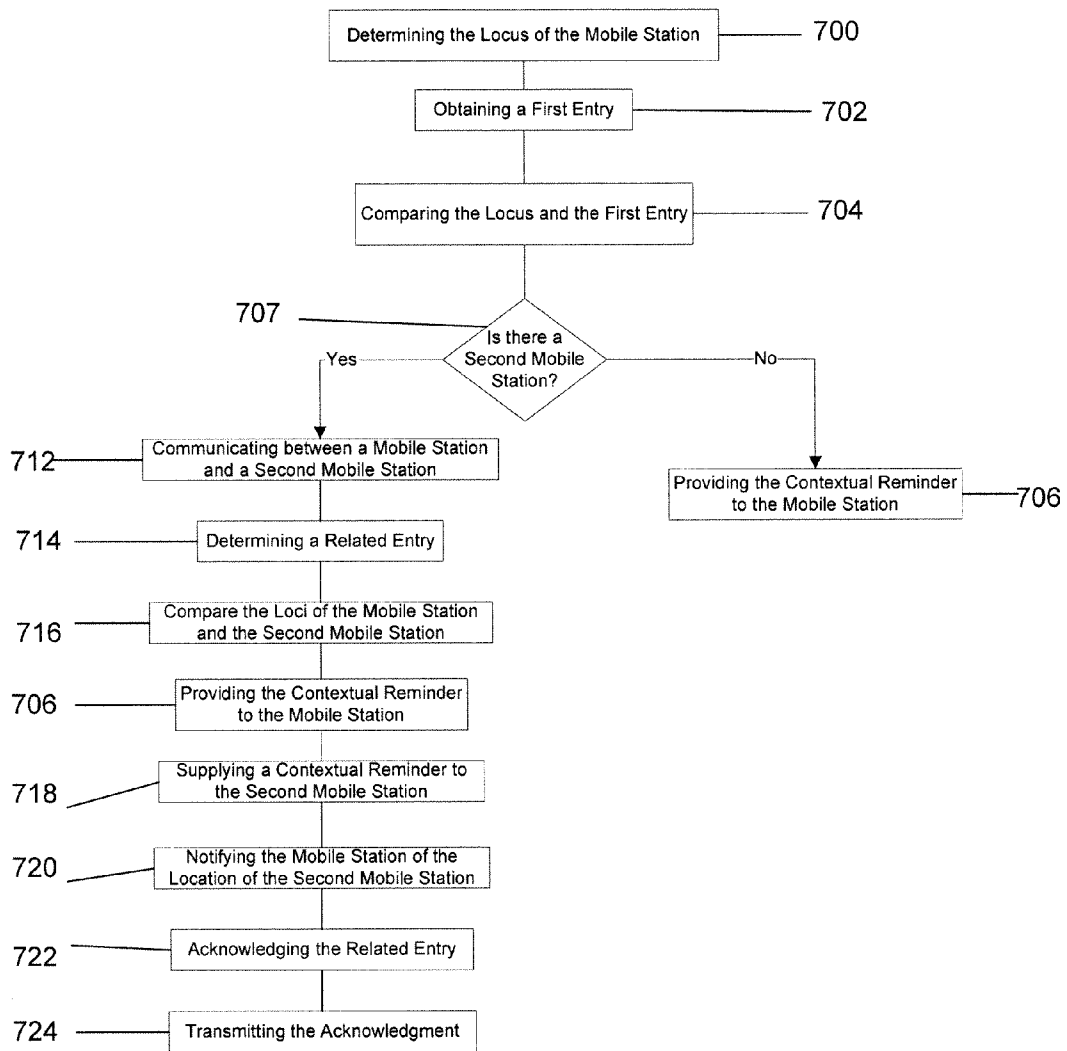 Determining the Locus of the Mobile Station
700
Obtaining a First Entry
702
Comparing the Locus and the First Entry
704
707
Is there a
Second Mobile
Station?
Yes
No
712
Communicating between a Mobile Station
and a Second Mobile Station
Providing the Contextual Reminder
to the Mobile Station
706
714
Determining a Related Entry
716
Compare the Loci of the Mobile Station
and the Second Mobile Station
706
Providing the Contextual Reminder
to the Mobile Station
718
Supplying a Contextual Reminder to
the Second Mobile Station
720
Notifying the Mobile Station of the
Location of the Second Mobile Station
722
Acknowledging the Related Entry
724
Transmitting the Acknowledgment